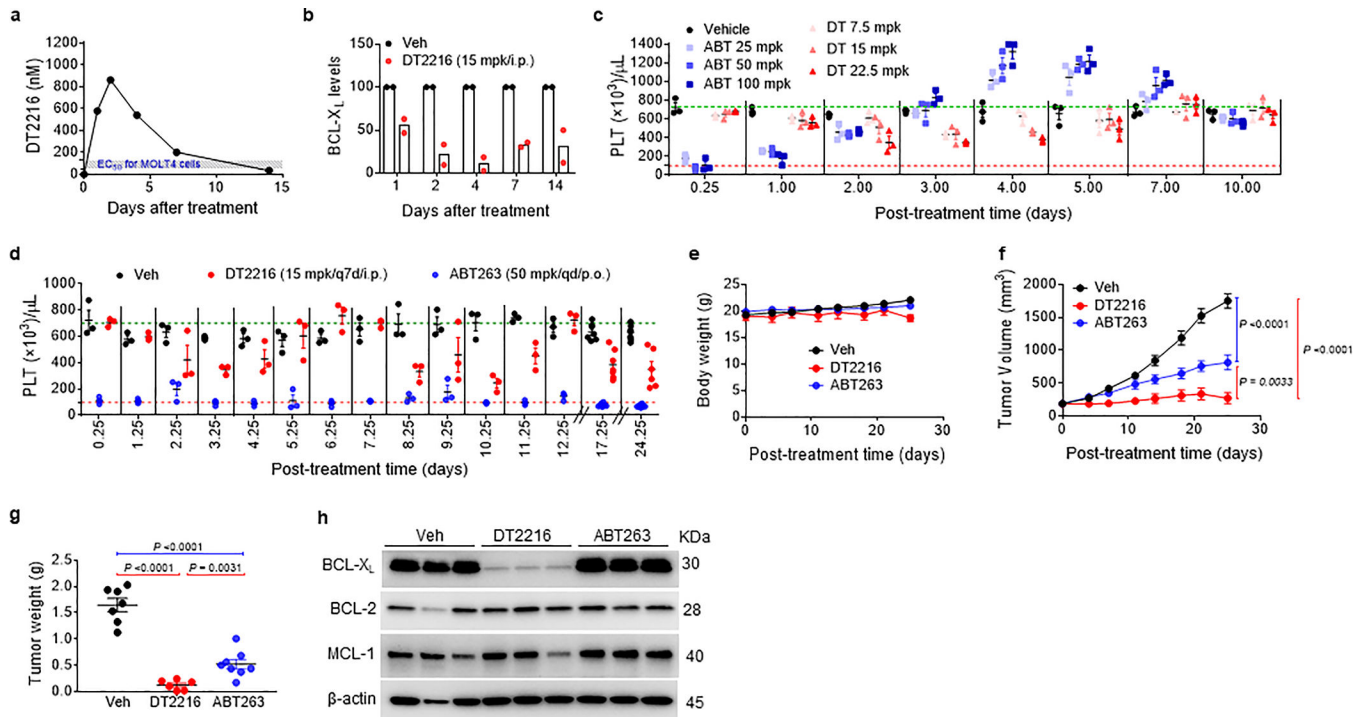 a
DT2216 (nM)
1200
1000
800
600
400
200
0
EC50 for MOLT4 cells
0
5
10
15
Days after treatment
b
BCL-XL levels
150
100
50
0
Veh
DT2216 (15 mpk/i.p.)
1
2
4
7
14
Days after treatment
c
PLT (×10³)/µL
1400
1200
1000
800
600
400
200
0
Vehicle
ABT 25 mpk
ABT 50 mpk
ABT 100 mpk
DT 7.5 mpk
DT 15 mpk
DT 22.5 mpk
0.25
1.00
2.00
3.00
4.00
5.00
7.00
10.00
Post-treatment time (days)
d
Veh
DT2216 (15 mpk/q7d/i.p.)
ABT263 (50 mpk/qd/p.o.)
PLT (×10³)/µL
1000
800
600
400
200
0
0.25
1.25
2.25
3.25
4.25
5.25
6.25
7.25
8.25
9.25
10.25
11.25
12.25
17.25
24.25
Post-treatment time (days)
e
Body weight (g)
25
20
15
10
5
0
Veh
DT2216
ABT263
0
10
20
30
Post-treatment time (days)
f
Tumor Volume (mm³)
2000
1500
1000
500
0
Veh
DT2216
ABT263
P <0.0001
P = 0.0033
P <0.0001
0
10
20
30
Post-treatment time (days)
g
Tumor weight (g)
2.5
2.0
1.5
1.0
0.5
0.0
P <0.0001
P <0.0001
P = 0.0031
Veh
DT2216
ABT263
h
Veh
DT2216
ABT263
KDa
BCL-XL
30
BCL-2
28
MCL-1
40
β-actin
45